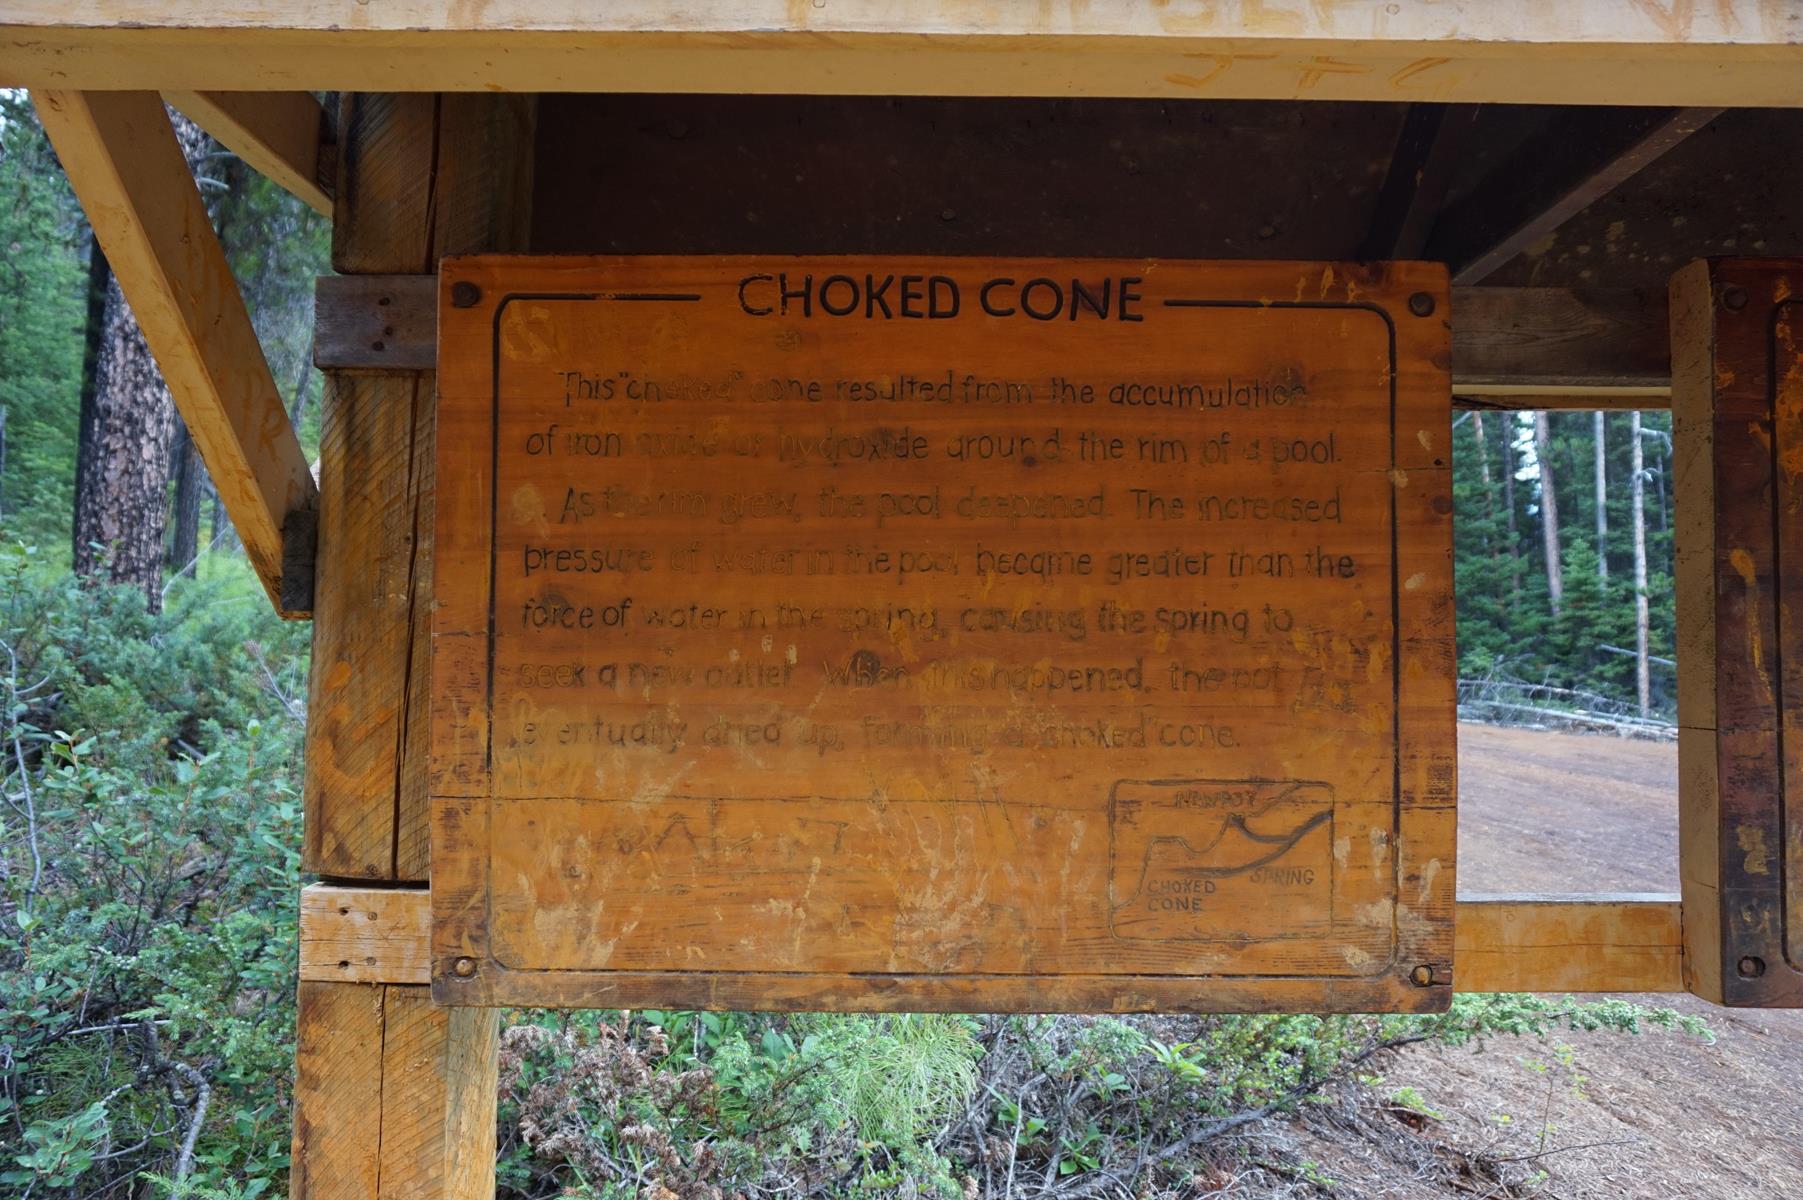 CHOKED CONE
This "choked" cone resulted from the accumulation
of iron oxide or hydroxide around the rim of a pool.
As the rim grew, the pool deepened. The increased
pressure of water in the pool became greater than the
force of water in the spring, causing the spring to
seek a new outlet. When this happened, the pot
eventually dried up, forming a "choked" cone.
NEW POT
SPRING
CHOKED
CONE
J + G